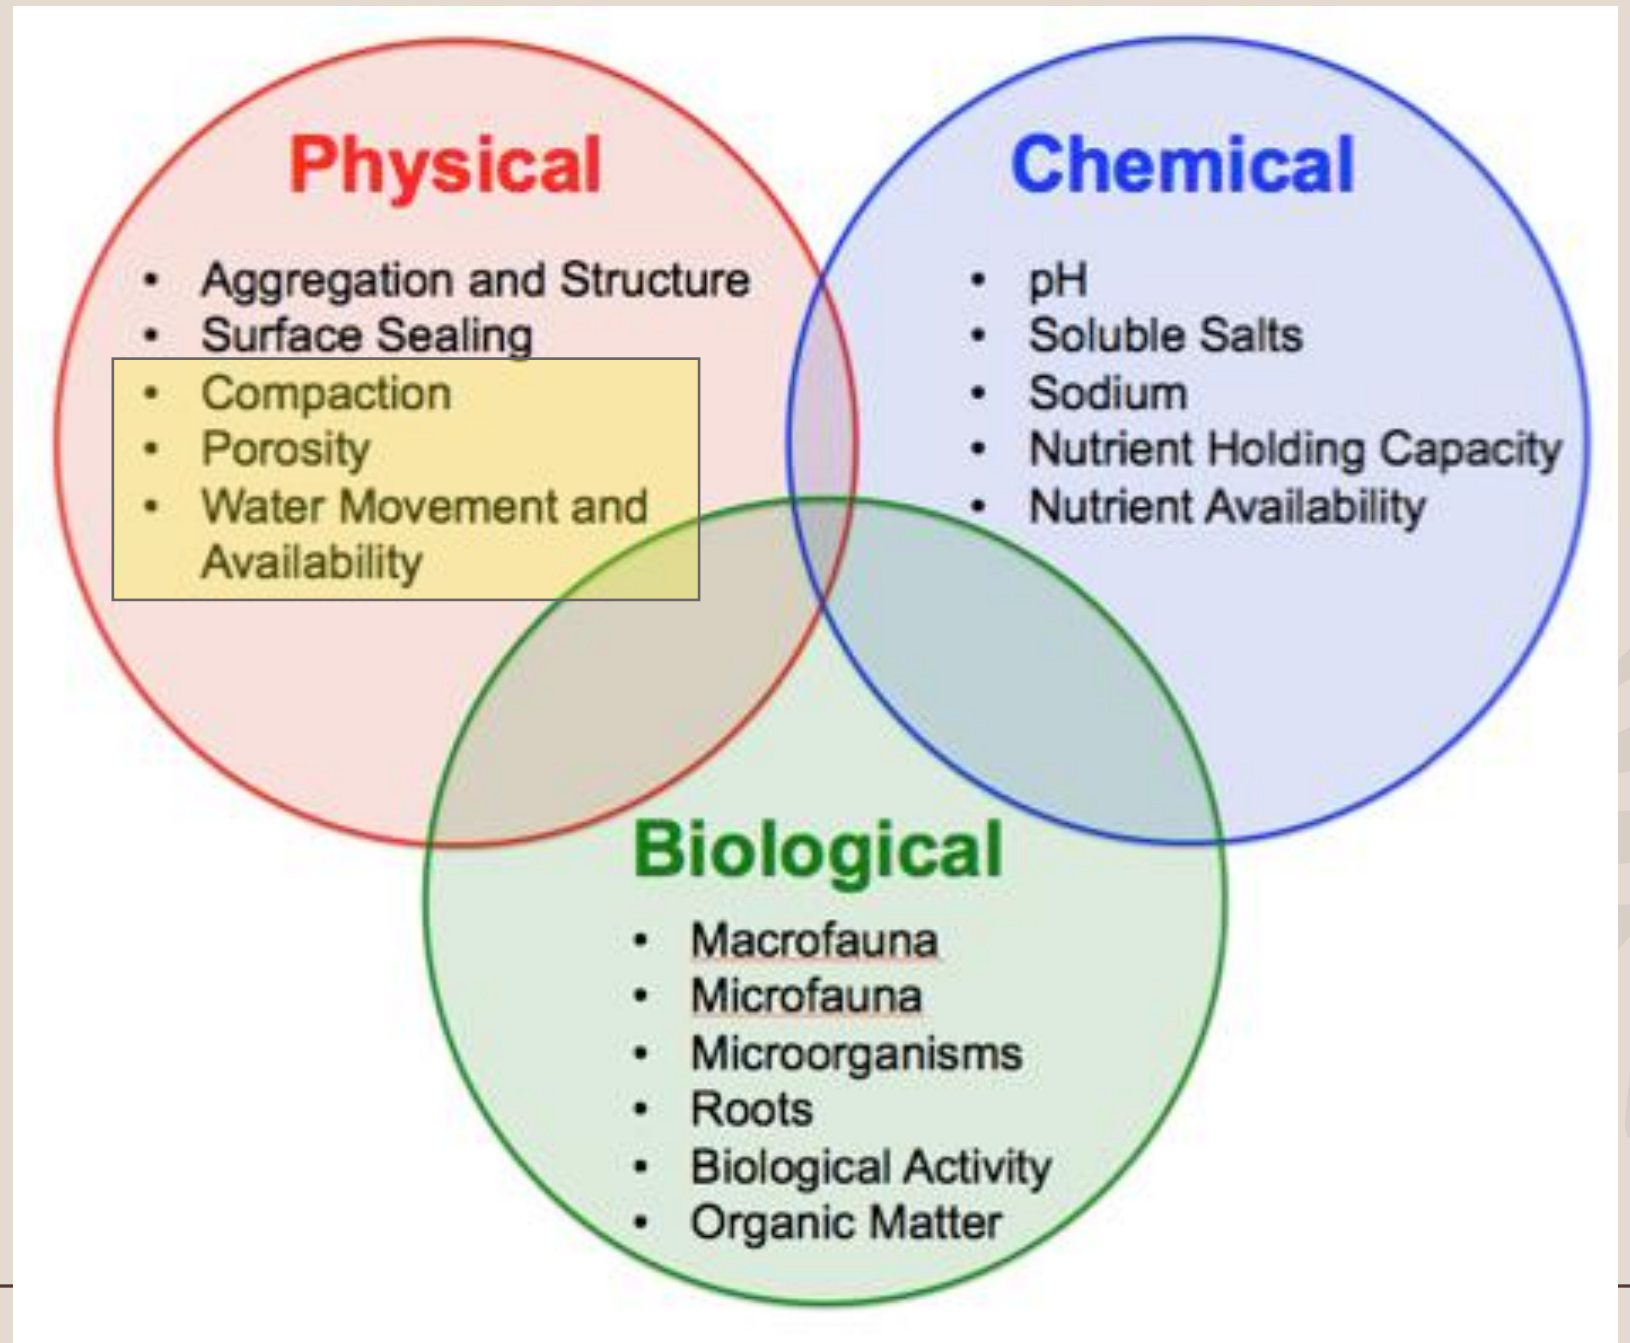 Physical
• Aggregation and Structure
• Surface Sealing
• Compaction
• Porosity
• Water Movement and
Availability
Chemical
• pH
• Soluble Salts
• Sodium
• Nutrient Holding Capacity
• Nutrient Availability
Biological
• Macrofauna
• Microfauna
• Microorganisms
• Roots
• Biological Activity
• Organic Matter